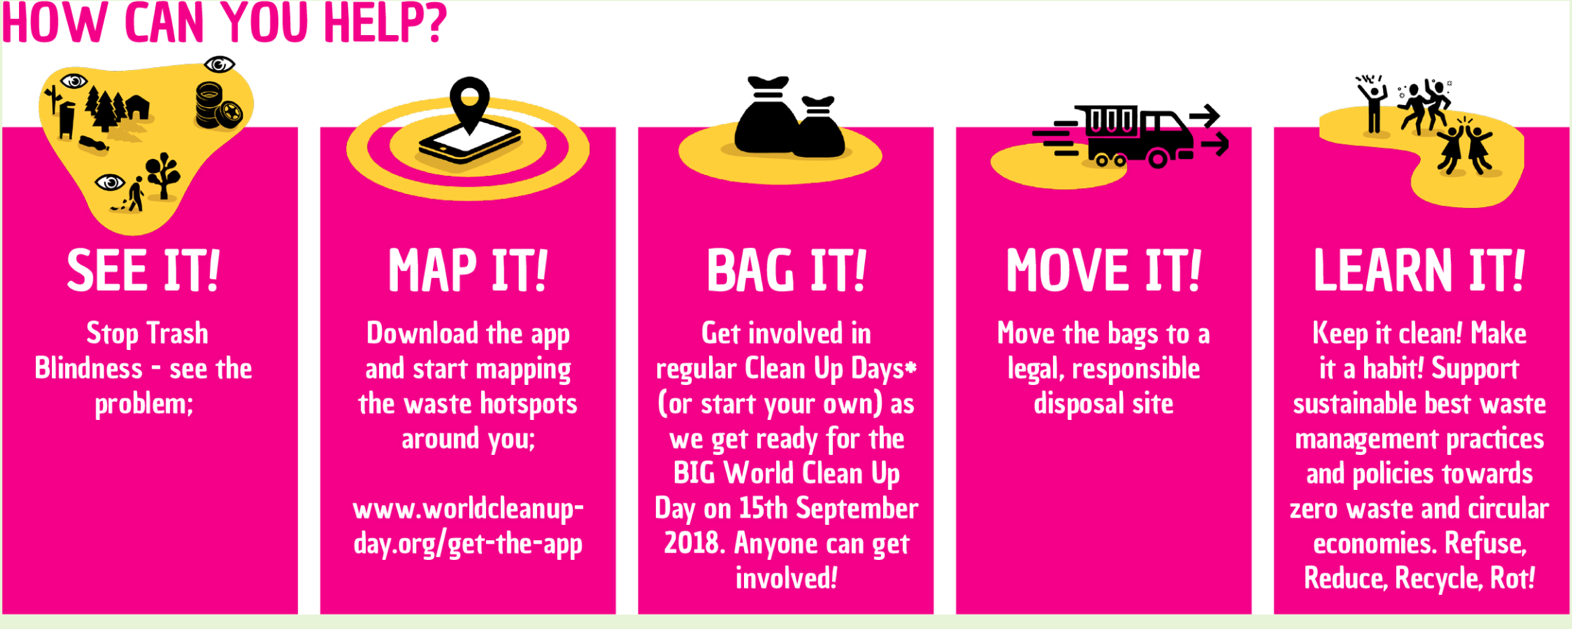 HOW CAN YOU HELP?
SEE IT!
Stop Trash
Blindness - see the
problem;
MAP IT!
Download the app
and start mapping
the waste hotspots
around you;
www.worldcleanup-
day.org/get-the-app
BAG IT!
Get involved in
regular Clean Up Days*
(or start your own) as
we get ready for the
BIG World Clean Up
Day on 15th September
2018. Anyone can get
involved!
MOVE IT!
Move the bags to a
legal, responsible
disposal site
LEARN IT!
Keep it clean! Make
it a habit! Support
sustainable best waste
management practices
and policies towards
zero waste and circular
economies. Refuse,
Reduce, Recycle, Rot!